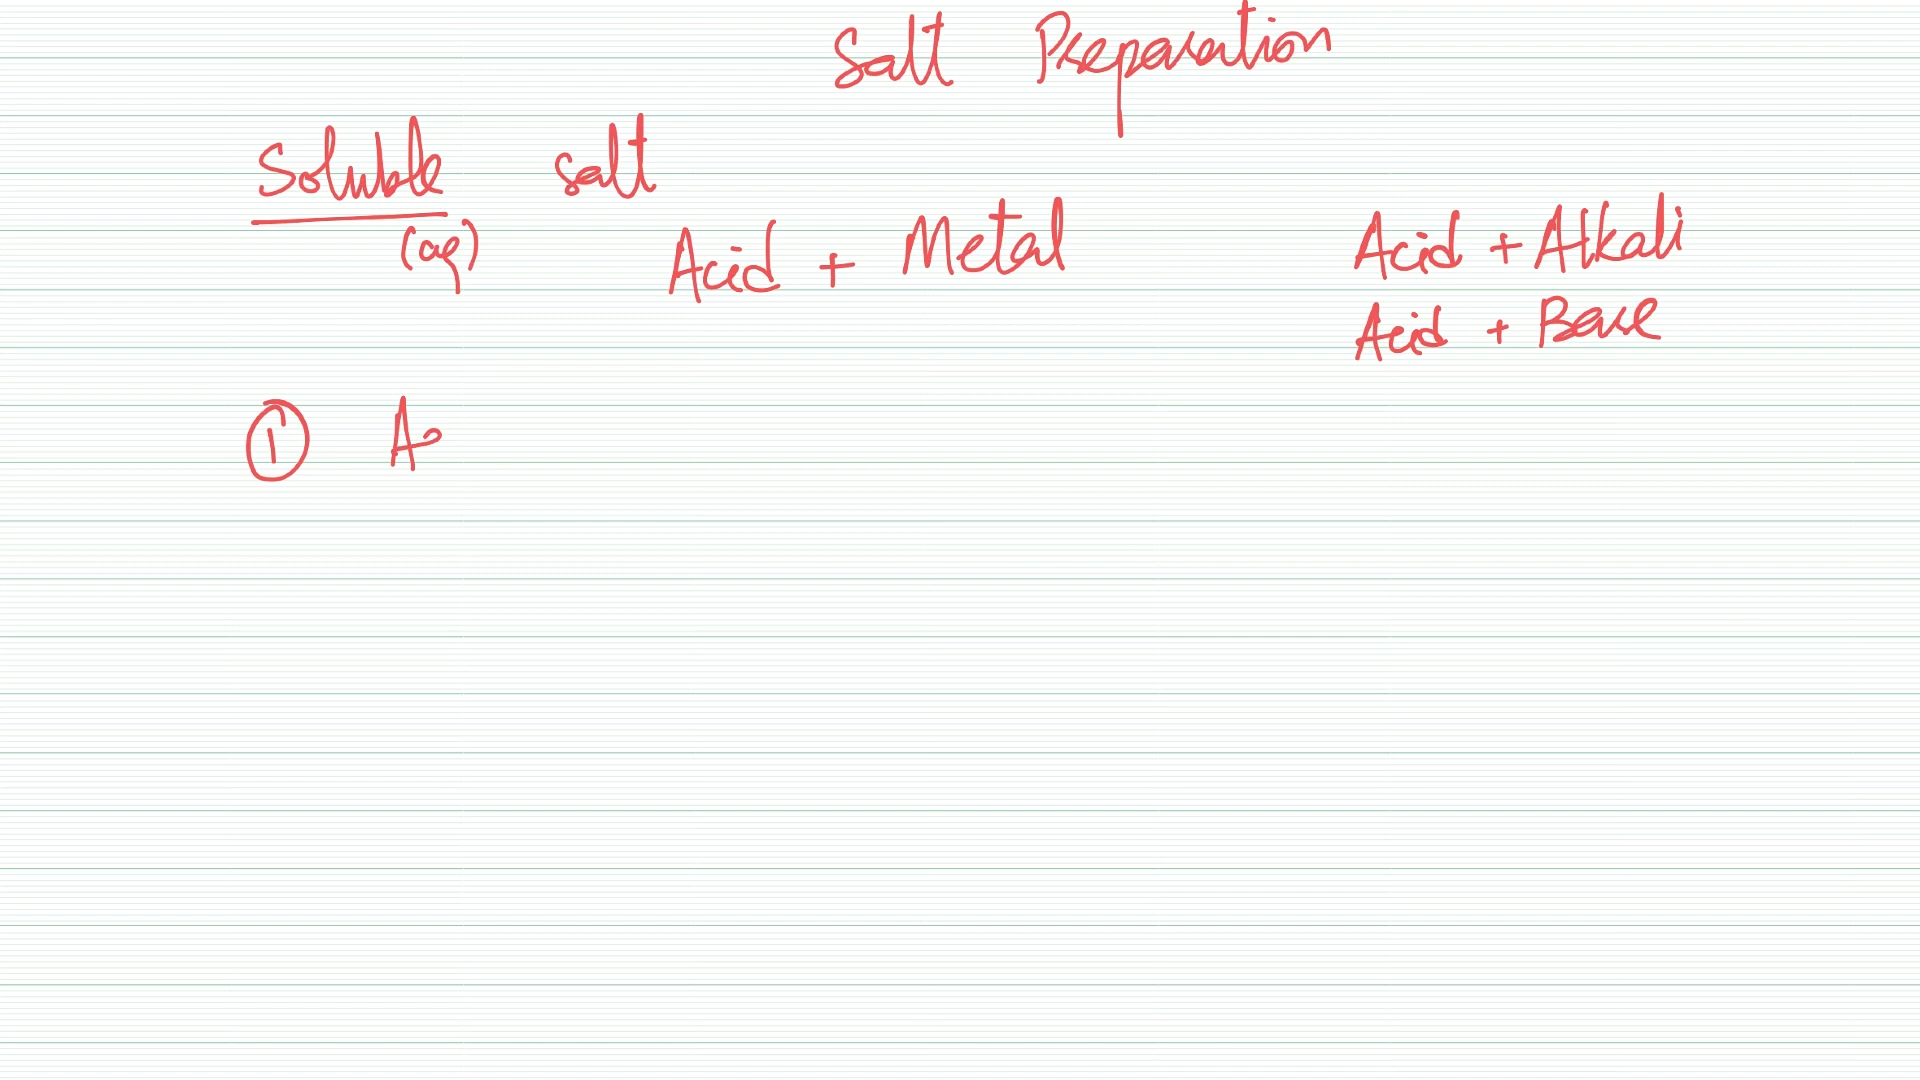 Salt Preparation
Soluble salt
(aq)
Acid + Metal
Acid + Alkali
Acid + Base
① A